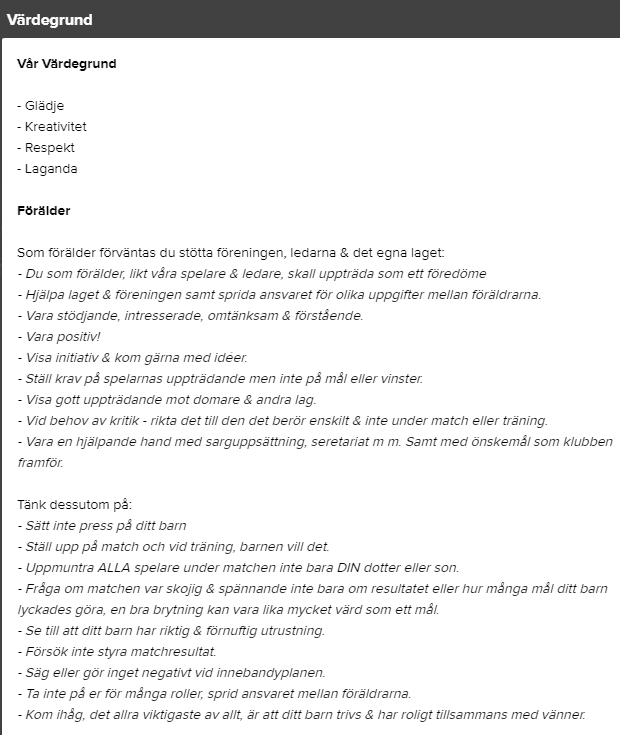 Värdegrund
Vår Värdegrund
- Glädje
- Kreativitet
- Respekt
- Laganda
Förälder
Som förälder förväntas du stötta föreningen, ledarna & det egna laget:
- Du som förälder, likt våra spelare & ledare, skall uppträda som ett föredöme
- Hjälpa laget & föreningen samt sprida ansvaret för olika uppgifter mellan föräldrarna.
- Vara stödjande, intresserade, omtänksam & förstående.
- Vara positiv!
- Visa initiativ & kom gärna med idéer.
- Ställ krav på spelarnas uppträdande men inte på mål eller vinster.
- Visa gott uppträdande mot domare & andra lag.
- Vid behov av kritik - rikta det till den det berör enskilt & inte under match eller träning.
- Vara en hjälpande hand med sarguppsättning, seretariat m m. Samt med önskemål som klubben
framför.
Tänk dessutom på:
- Sätt inte press på ditt barn
- Ställ upp på match och vid träning, barnen vill det.
- Uppmuntra ALLA spelare under matchen inte bara DIN dotter eller son.
- Fråga om matchen var skojig & spännande inte bara om resultatet eller hur många mål ditt barn
lyckades göra, en bra brytning kan vara lika mycket värd som ett mål.
- Se till att ditt barn har riktig & förnuftig utrustning.
- Försök inte styra matchresultat.
- Säg eller gör inget negativt vid innebandyplanen.
- Ta inte på er för många roller, sprid ansvaret mellan föräldrarna.
- Kom ihåg, det allra viktigaste av allt, är att ditt barn trivs & har roligt tillsammans med vänner.